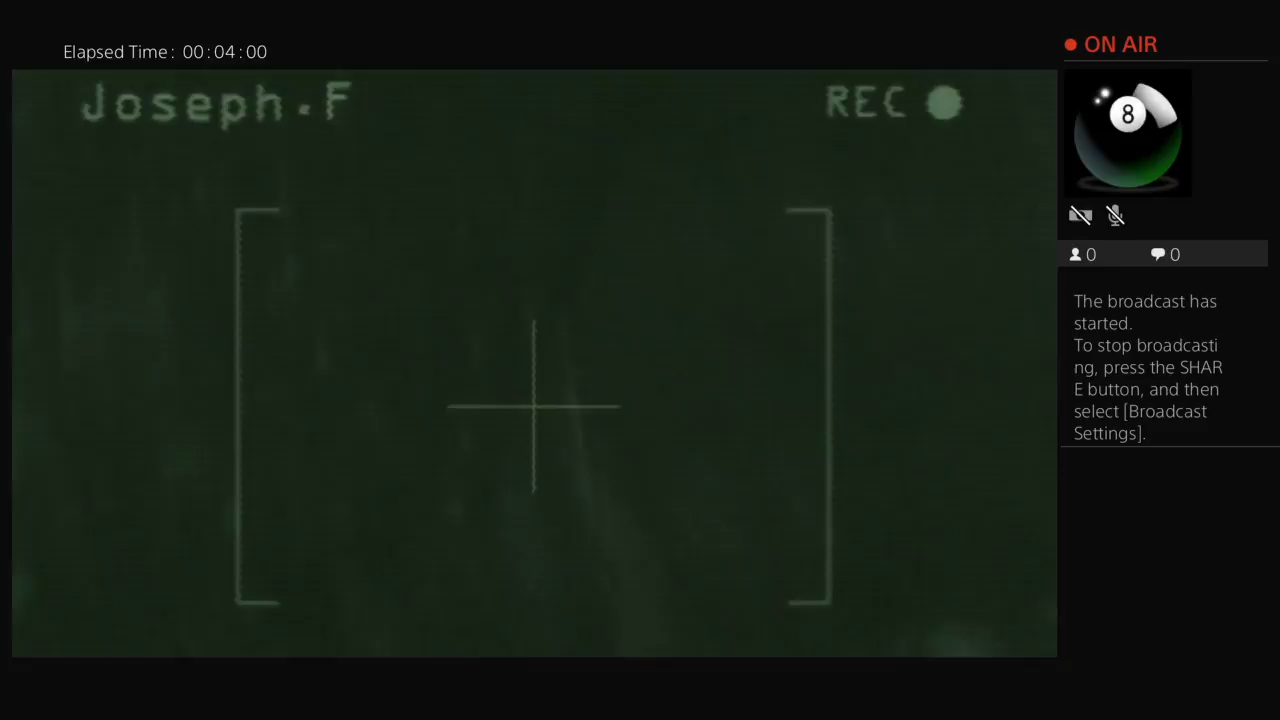 Elapsed Time: 00:04:00
ON AIR
Joseph.F
REC
8
0
0
The broadcast has
started.
To stop broadcasti
ng, press the SHAR
E button, and then
select [Broadcast
Settings].